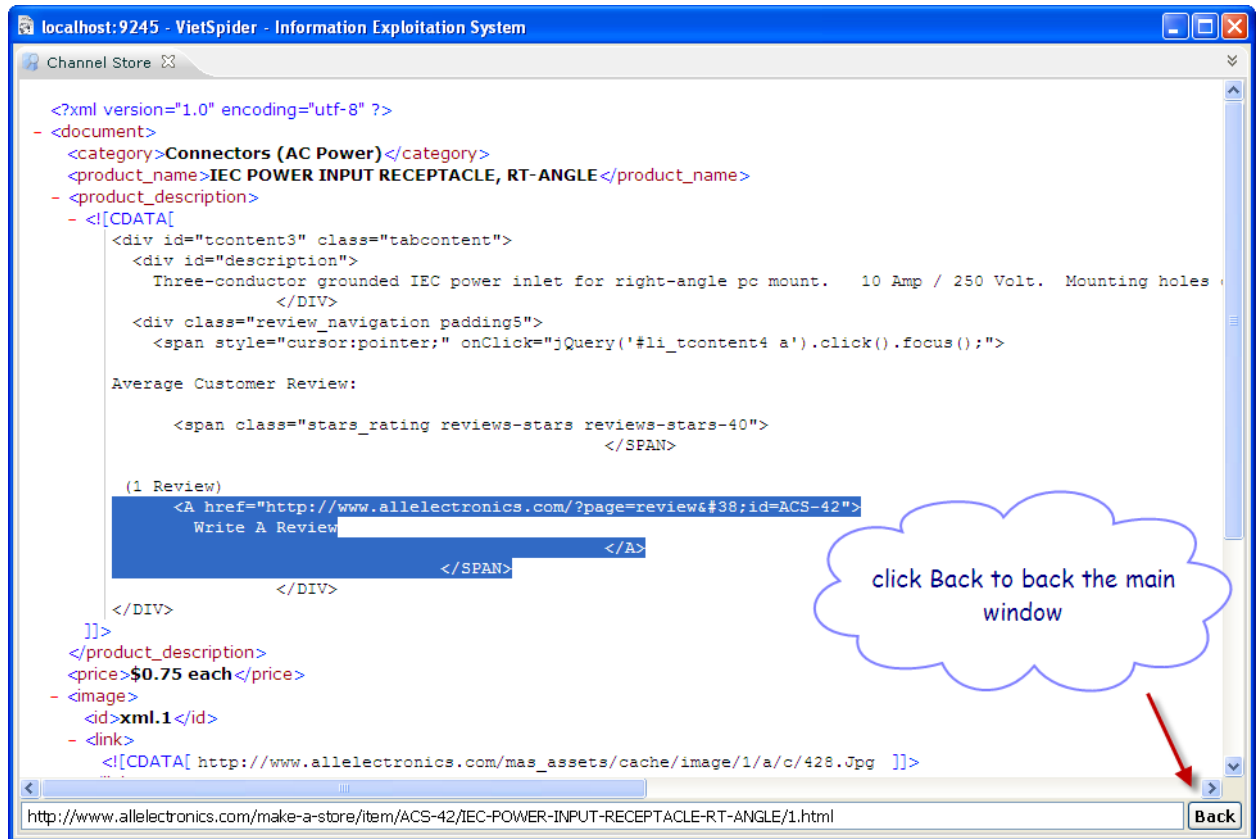 localhost:9245 - VietSpider - Information Exploitation System
Channel Store
<?xml version="1.0" encoding="utf-8" ?>
- <document>
<category>Connectors (AC Power)</category>
<product_name>IEC POWER INPUT RECEPTACLE, RT-ANGLE</product_name>
- <product_description>
- <![CDATA[
<div id="tcontent3" class="tabcontent">
<div id="description">
Three-conductor grounded IEC power inlet for right-angle pc mount.   10 Amp / 250 Volt.  Mounting holes
</DIV>
<div class="review_navigation padding5">
<span style="cursor:pointer;" onClick="jQuery('#li_tcontent4 a').click().focus();">
Average Customer Review:
<span class="stars_rating reviews-stars reviews-stars-40">
</SPAN>
(1 Review)
<A href="http://www.allelectronics.com/?page=review&#38;id=ACS-42">
Write A Review
</A>
</SPAN>
</DIV>
</DIV>
]]>
</product_description>
<price>$0.75 each</price>
- <image>
<id>xml.1</id>
- <link>
<![CDATA[ http://www.allelectronics.com/mas_assets/cache/image/1/a/c/428.Jpg  ]]>
click Back to back the main
window
http://www.allelectronics.com/make-a-store/item/ACS-42/IEC-POWER-INPUT-RECEPTACLE-RT-ANGLE/1.html
Back